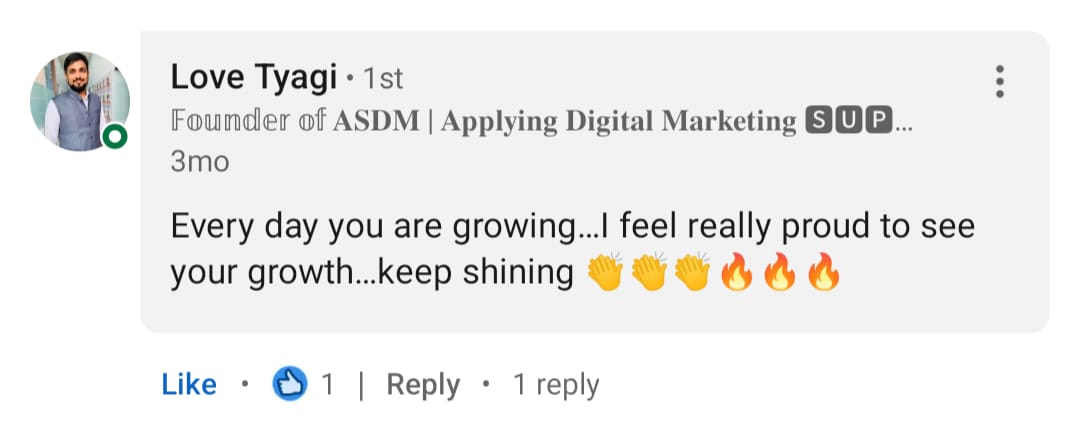 Love Tyagi • 1st
𝔽𝕠𝕦𝕟𝕕𝕖𝕣 𝕠𝕗 𝐀𝐒𝐃𝐌 | 𝐀𝐩𝐩𝐥𝐲𝐢𝐧𝐠 𝐃𝐢𝐠𝐢𝐭𝐚𝐥 𝐌𝐚𝐫𝐤𝐞𝐭𝐢𝐧𝐠 🆂🆄🅿...
3mo
Every day you are growing...I feel really proud to see
your growth...keep shining 👏👏👏🔥🔥🔥
Like • 1 | Reply • 1 reply